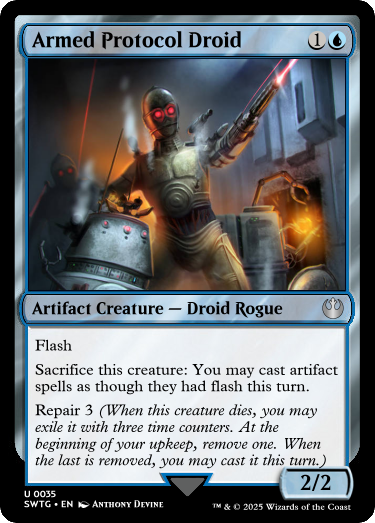 Armed Protocol Droid 1
Artifact Creature — Droid Rogue
Flash
Sacrifice this creature: You may cast artifact
spells as though they had flash this turn.
Repair 3 (When this creature dies, you may
exile it with three time counters. At the
beginning of your upkeep, remove one. When
the last is removed, you may cast it this turn.)
2/2
U 0035
SWTG • EN Anthony Devine
™ & © 2025 Wizards of the Coast